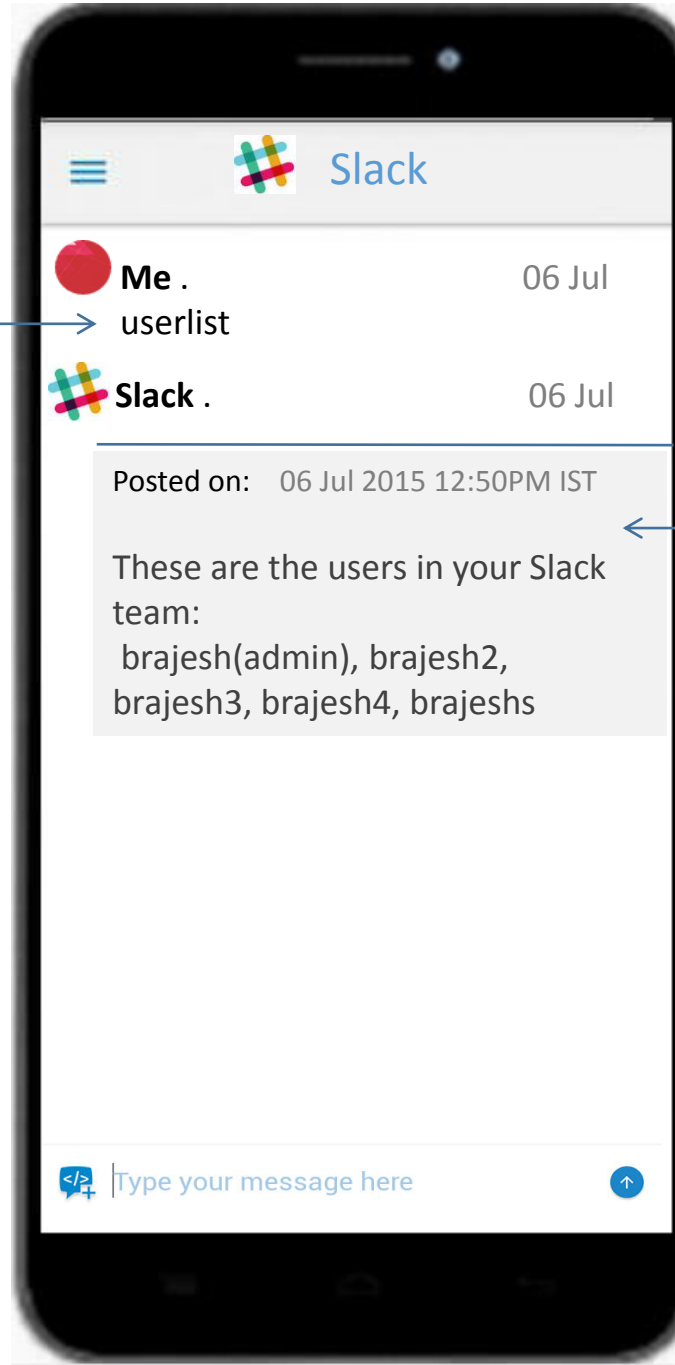 Slack
Me . 06 Jul
userlist
Slack . 06 Jul
Posted on: 06 Jul 2015 12:50PM IST
These are the users in your Slack
team:
brajesh(admin), brajesh2,
brajesh3, brajesh4, brajeshs
</> Type your message here